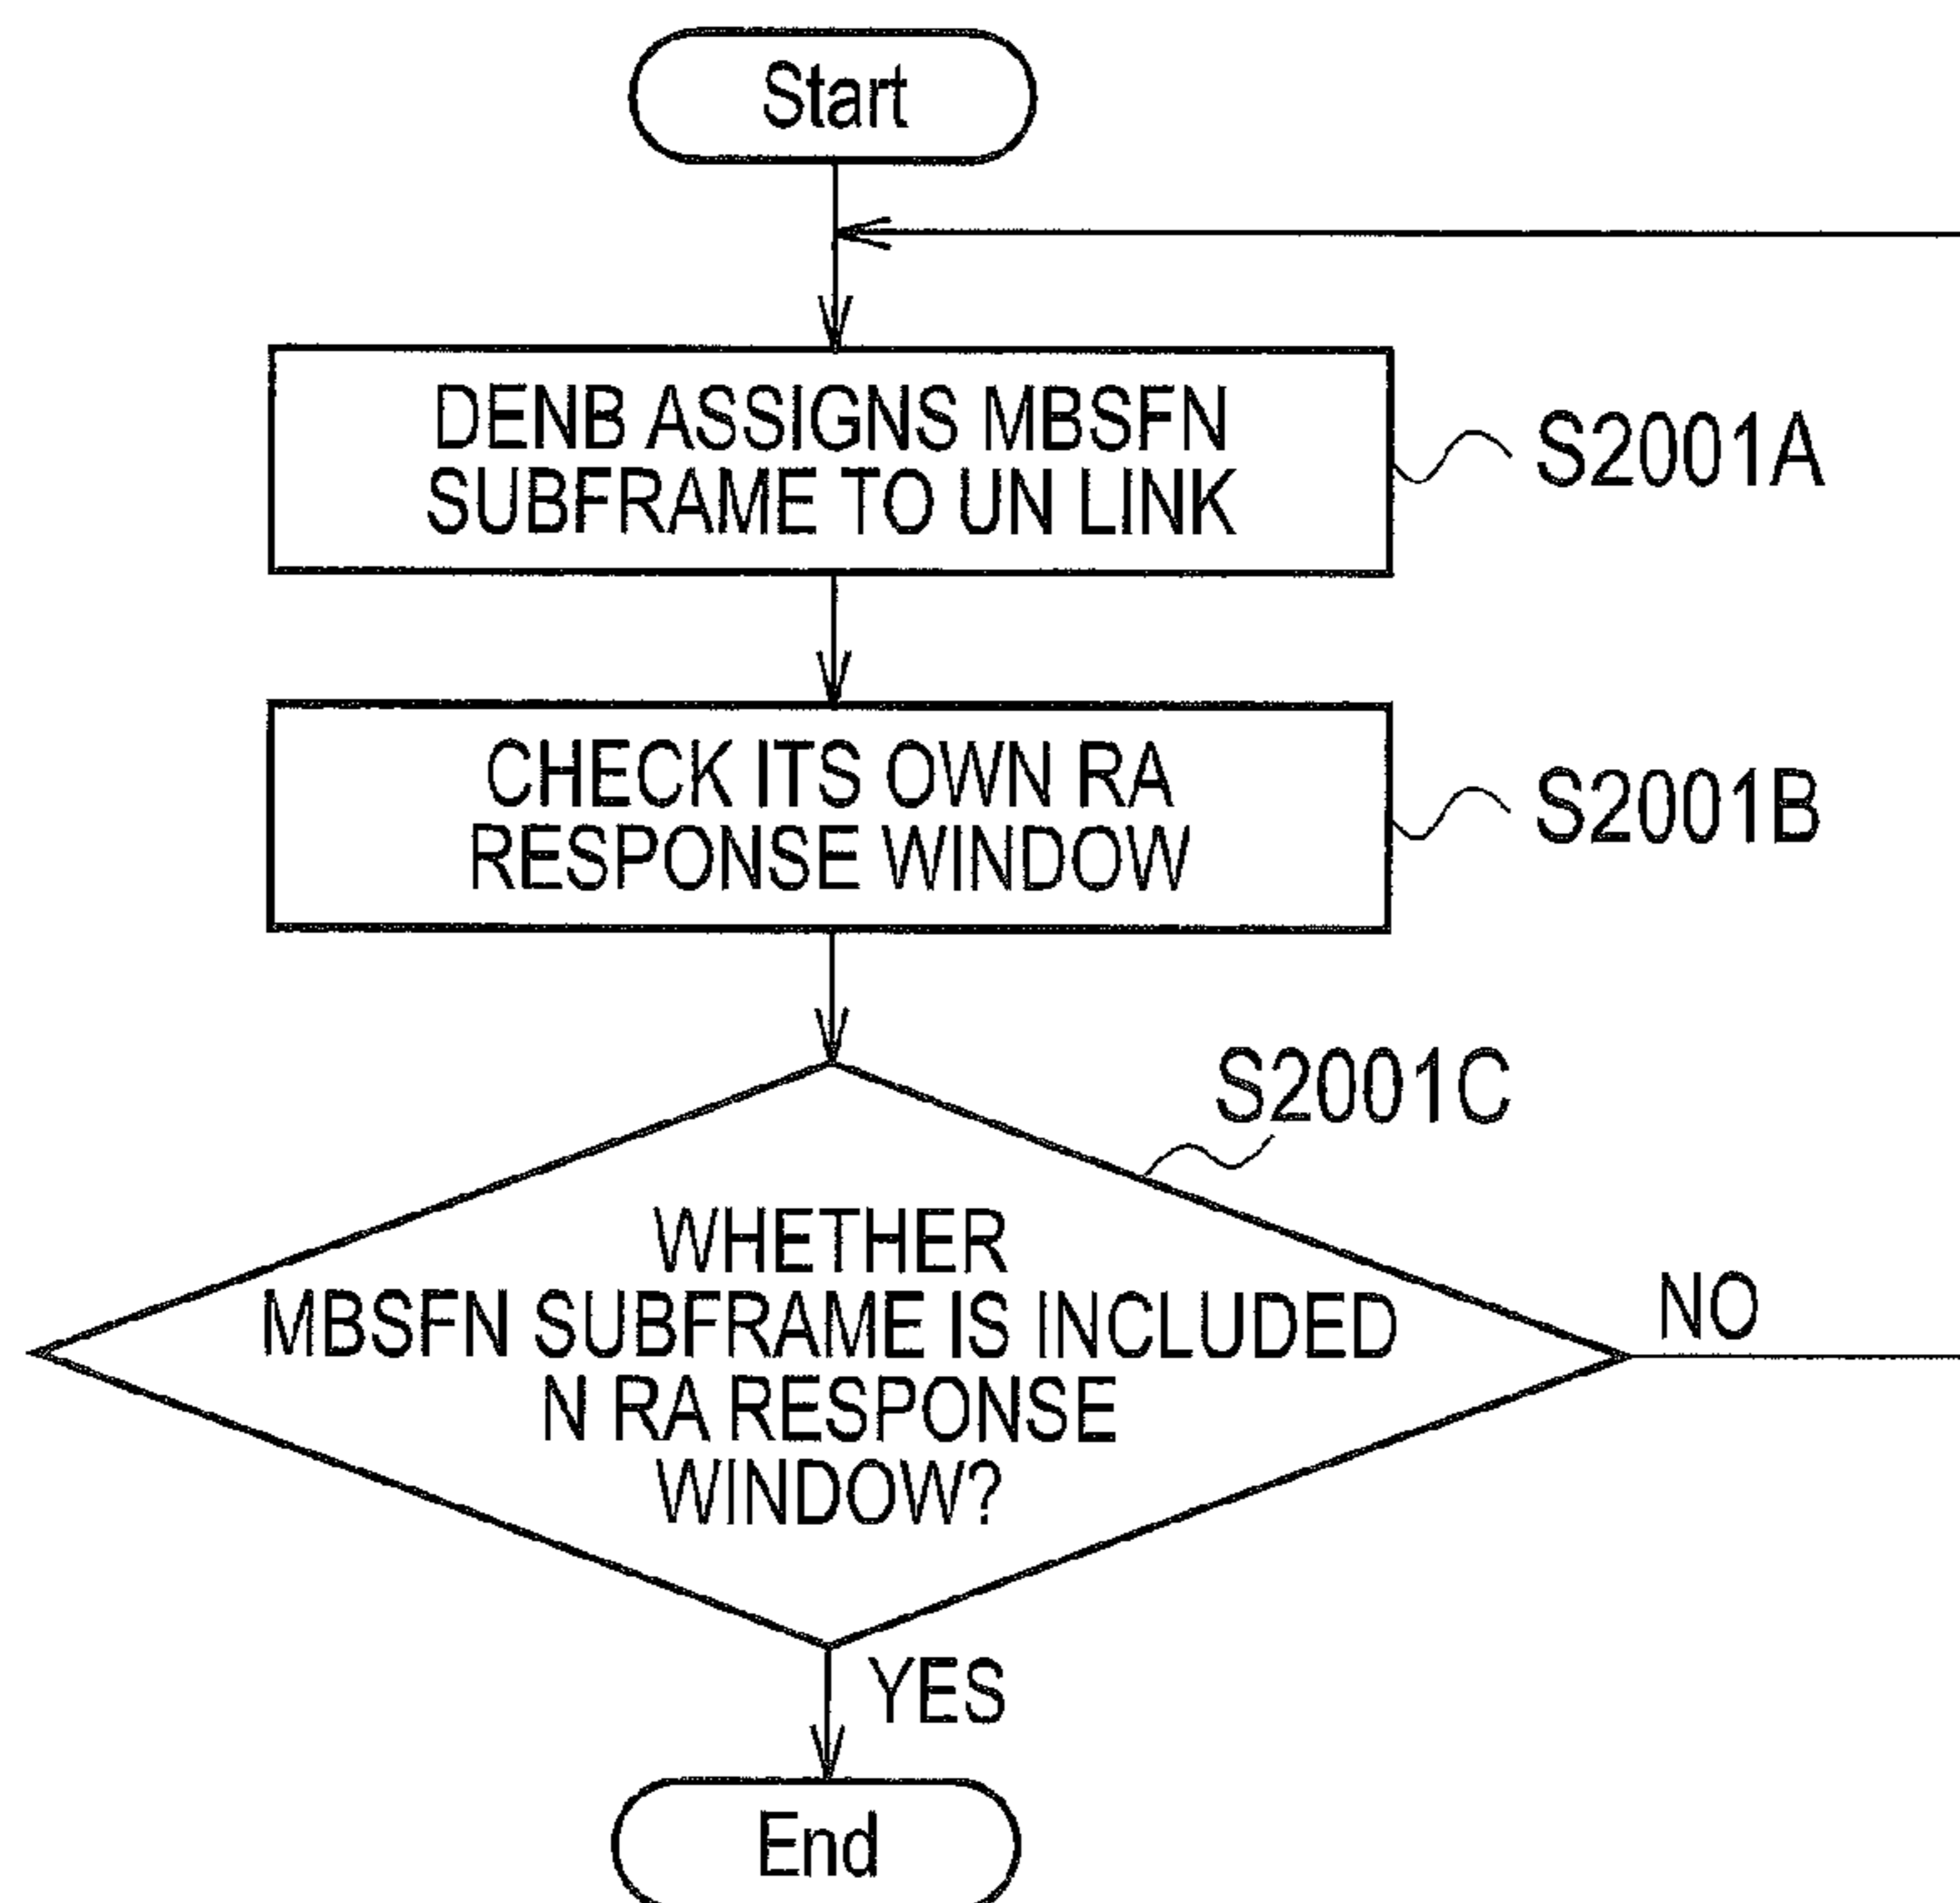 Start
DENB ASSIGNS MBSFN
SUBFRAME TO UN LINK
S2001A
CHECK ITS OWN RA
RESPONSE WINDOW
S2001B
S2001C
WHETHER
MBSFN SUBFRAME IS INCLUDED
N RA RESPONSE
WINDOW?
NO
YES
End